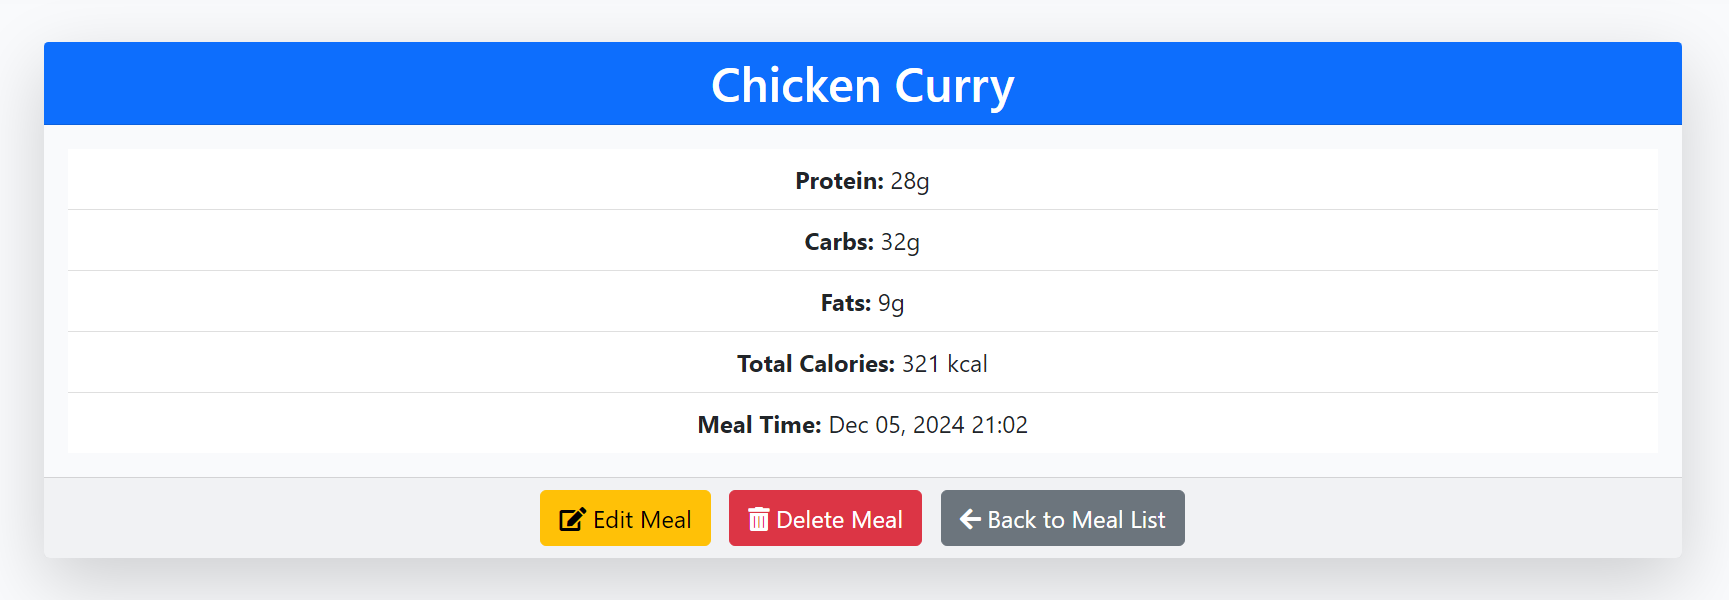 Chicken Curry
Protein: 28g
Carbs: 32g
Fats: 9g
Total Calories: 321 kcal
Meal Time: Dec 05, 2024 21:02
Edit Meal Delete Meal Back to Meal List